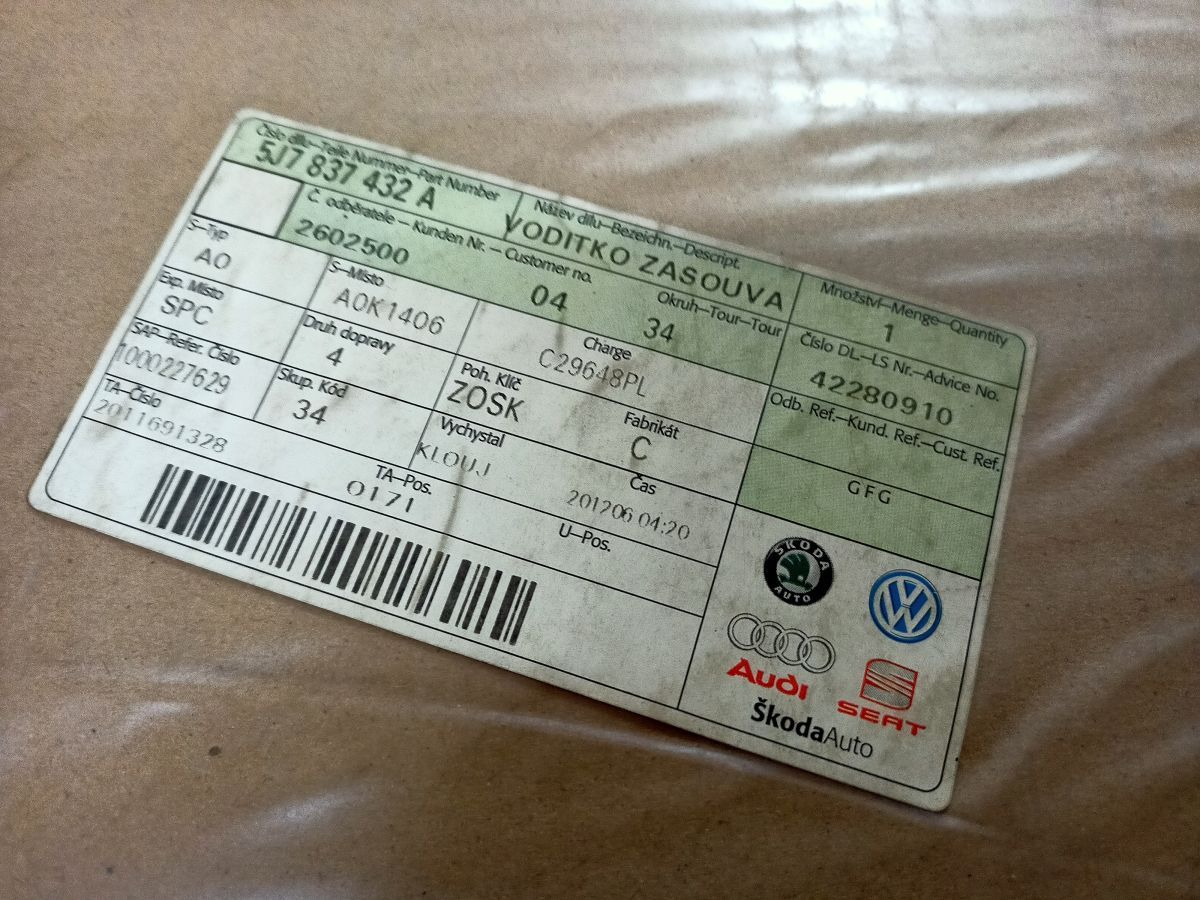 Číslo dílu–Teile Nummer–Part Number
5J7 837 432 A
Název dílu–Bezeichn.–Descript.
VODITKO ZASOUVA
Množství–Menge–Quantity
1
Č odběratele – Kunden Nr. – Customer no.
2602500
04
Okruh–Tour–Tour
34
Číslo DL–LS Nr.–Advice No.
42280910
S–Typ
AO
S–Místo
AOK1406
Charge
C29648PL
Odb. Ref.–Kund. Ref.–Cust. Ref.
GFG
Exp. Místo
SPC
Druh dopravy
4
Poh. Klíč
ZOSK
Fabrikát
C
SAP–Refer. Číslo
1000227629
Skup. Kód
34
Vychystal
KLOUJ
Čas
201206 04:20
TA–Číslo
2011691328
TA–Pos.
0171
U–Pos.
ŠKODA
AUTO
VW
Audi
SEAT
ŠkodaAuto